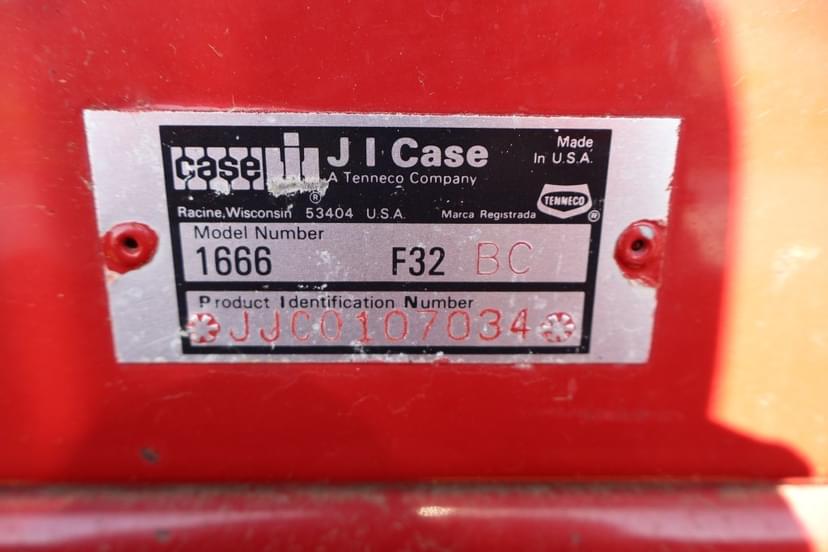 case IH J I Case
Made
In U.S.A.
A Tenneco Company
TENNECO
®
®
Racine, Wisconsin 53404 U.S.A. Marca Registrada
Model Number
1666 F32 BC
Product Identification Number
JJC0107034